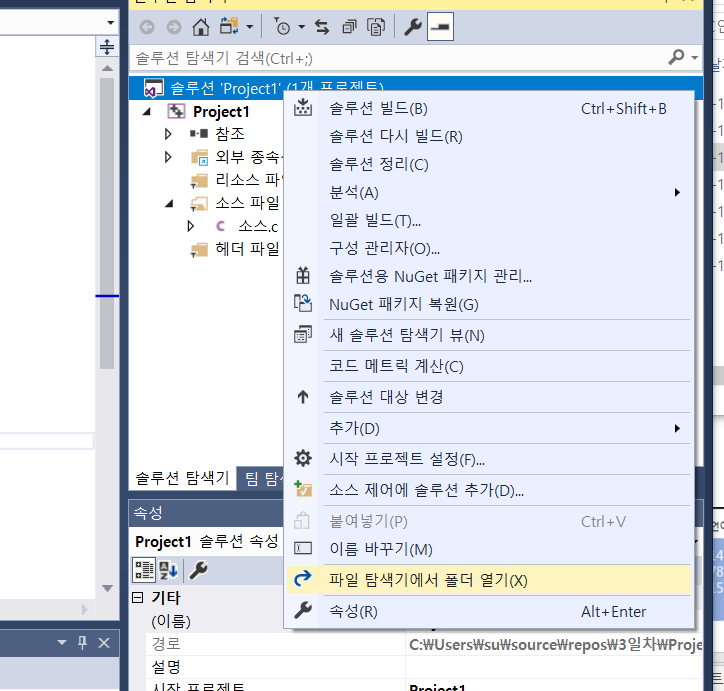 솔루션 탐색기 검색(Ctrl+;)
솔루션 'Project1' (1개 프로젝트)
Project1
참조
외부 종속
리소스 파
소스 파일
소스.c
헤더 파일
솔루션 빌드(B) Ctrl+Shift+B
솔루션 다시 빌드(R)
솔루션 정리(C)
분석(A)
일괄 빌드(T)...
구성 관리자(O)...
솔루션용 NuGet 패키지 관리...
NuGet 패키지 복원(G)
새 솔루션 탐색기 뷰(N)
코드 메트릭 계산(C)
솔루션 대상 변경
추가(D)
시작 프로젝트 설정(F)...
소스 제어에 솔루션 추가(D)...
붙여넣기(P) Ctrl+V
이름 바꾸기(M)
파일 탐색기에서 폴더 열기(X)
속성(R) Alt+Enter
솔루션 탐색기 팀 탐
속성
Project1 솔루션 속성
기타
(이름)
경로 C:₩Users₩su₩source₩repos₩3일차₩Proje
설명
시작 프로젝트 Project1